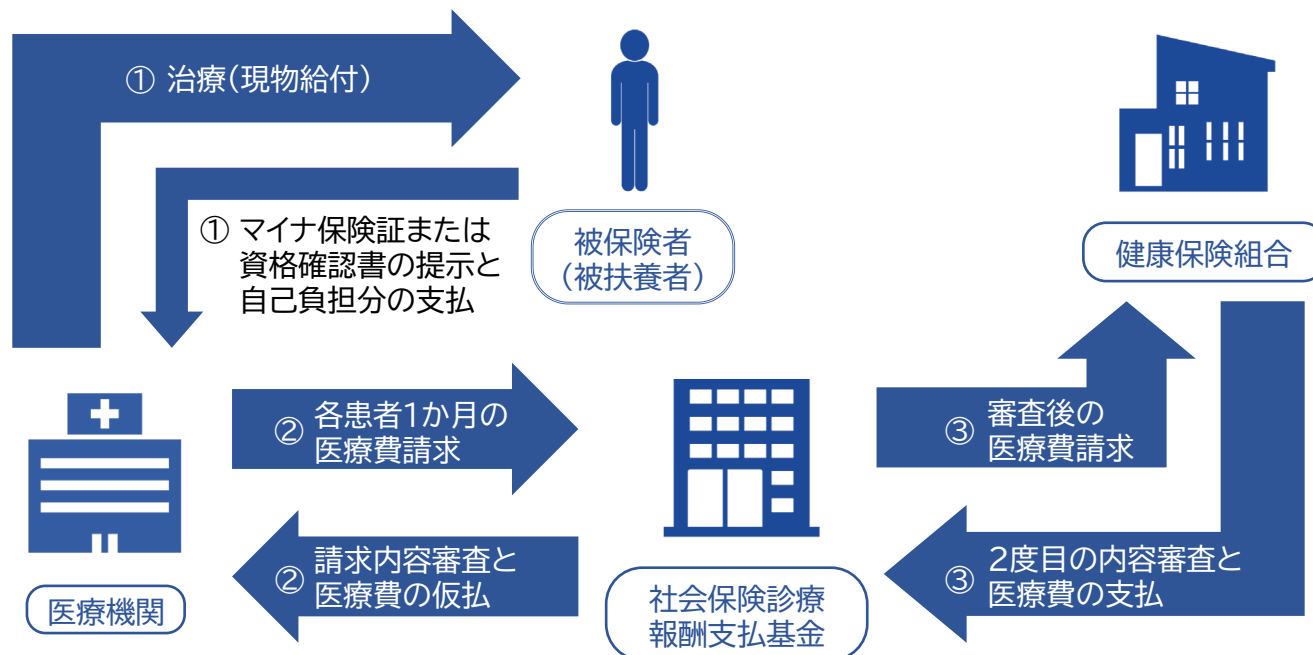 ① 治療(現物給付)
① マイナ保険証または
資格確認書の提示と
自己負担分の支払
被保険者
(被扶養者)
健康保険組合
② 各患者1か月の
医療費請求
③ 審査後の
医療費請求
② 請求内容審査と
医療費の仮払
③ 2度目の内容審査と
医療費の支払
医療機関
社会保険診療
報酬支払基金